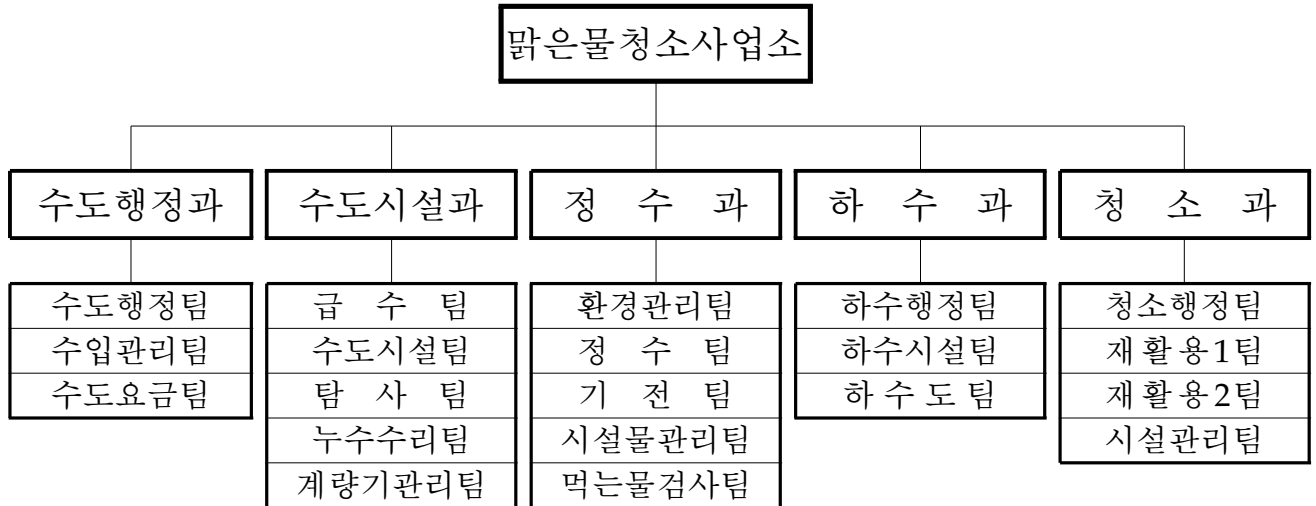 맑은물청소사업소
수도행정과 수도시설과 정 수 과 하 수 과 청 소 과
수도행정팀 급 수 팀 환경관리팀 하수행정팀 청소행정팀
수입관리팀 수도시설팀 정 수 팀 하수시설팀 재활용1팀
수도요금팀 탐 사 팀 기 전 팀 하 수 도 팀 재활용2팀
누수수리팀 시설물관리팀 시설관리팀
계량기관리팀 먹는물검사팀